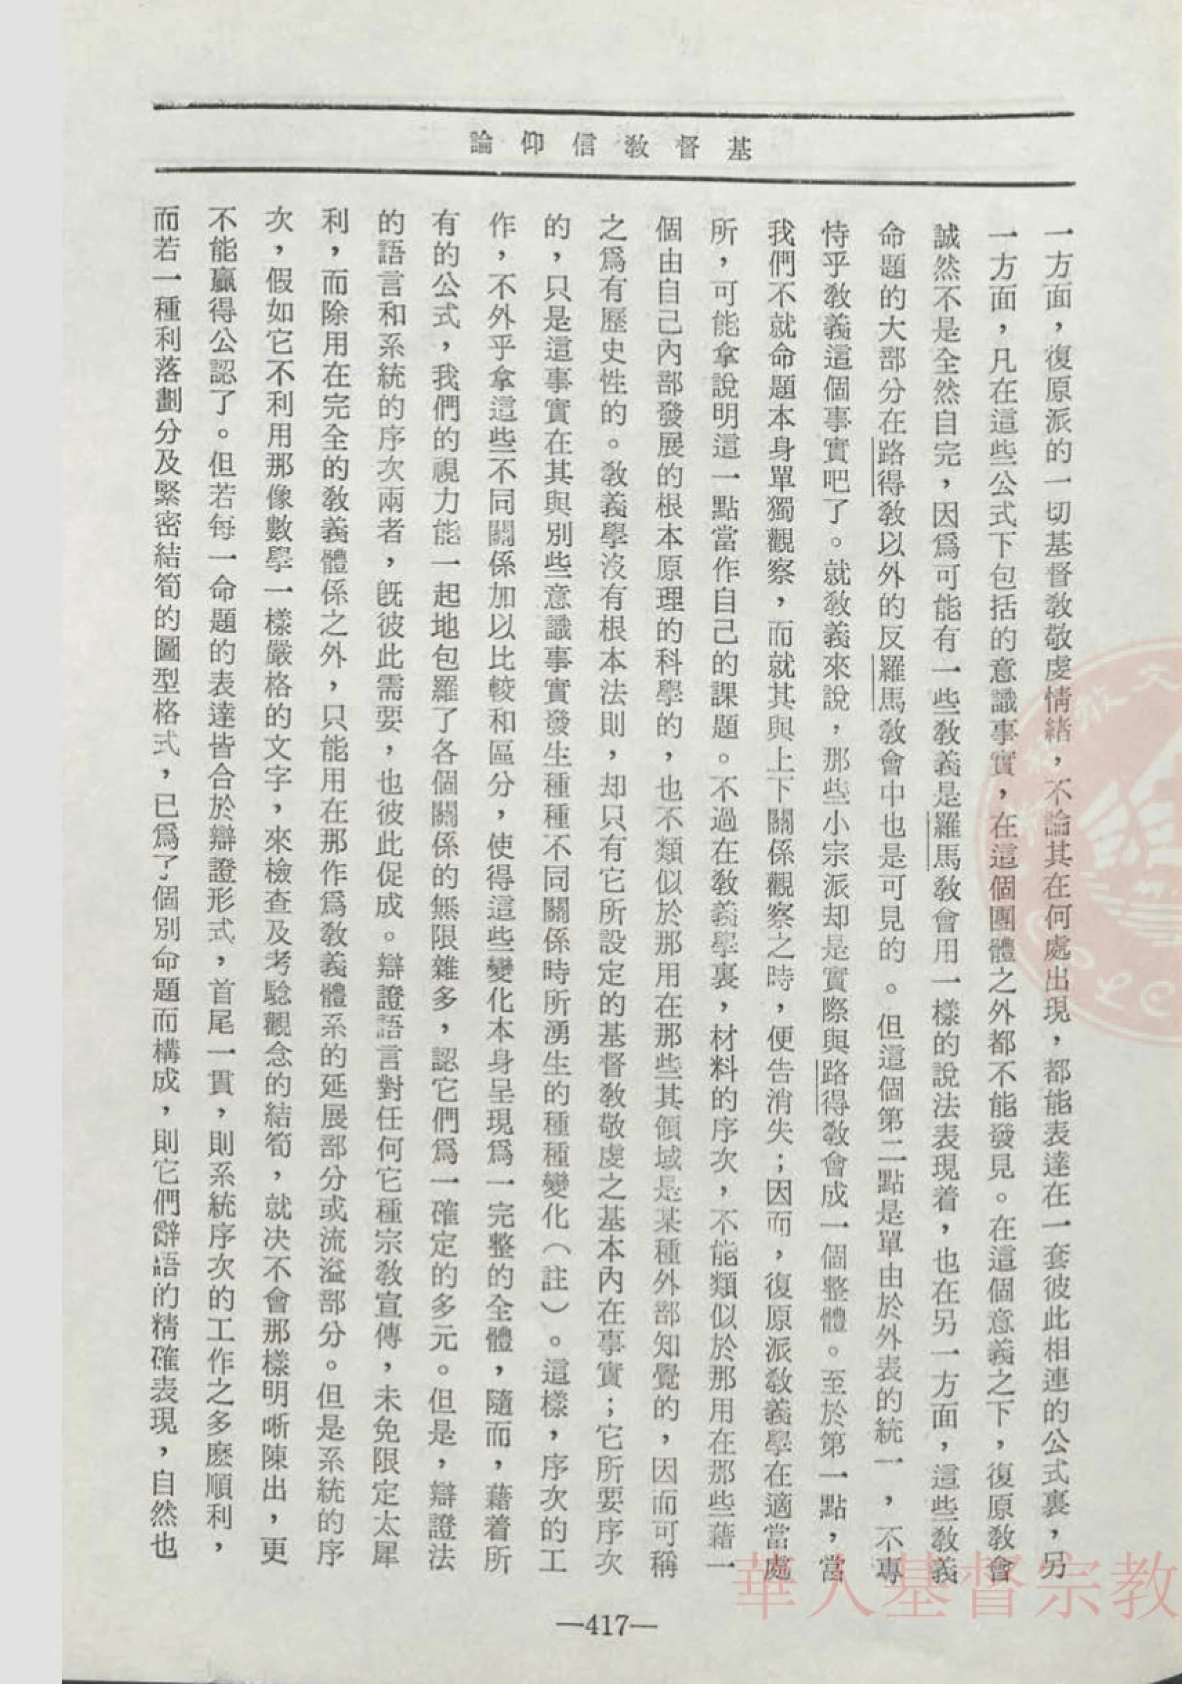 基督教信仰論
一方面，復原派的一切基督敎敬虔情緒，不論其在何處出現，都能表達在一套彼此相連的公式裏，另
一方面，凡在這些公式下包括的意識事實，在這個團體之外都不能發見。在這個意義之下，復原敎會
誠然不是全然自完，因爲可能有一些敎義是羅馬敎會用一樣的說法表現着，也在另一方面，這些敎義
命題的大部分在路得敎以外的反羅馬敎會中也是可見的。但這個第二點是單由於外表的統一，不專
恃乎敎義這個事實吧了。就敎義來說，那些小宗派却是實際與路得敎會成一個整體。至於第一點，當
我們不就命題本身單獨觀察，而就其與上下關係觀察之時，便告消失；因而，復原派敎義學在適當處
所，可能拿說明這一點當作自己的課題。不過在敎義學裏，材料的序次，不能類似於那用在那些藉一
個由自己內部發展的根本原理的科學的，也不類似於那用在那些其領域是某種外部知覺的，因而可稱
之爲有歷史性的。敎義學沒有根本法則，却只有它所設定的基督敎敬虔之基本內在事實；它所要序次
的，只是這事實在其與別些意識事實發生種種不同關係時所湧生的種種變化（註）。這樣，序次的工
作，不外乎拿這些不同關係加以比較和區分，使得這些變化本身呈現爲一完整的全體，隨而，藉着所
有的公式，我們的視力能一起地包羅了各個關係的無限雜多，認它們爲一確定的多元。但是，辯證法
的語言和系統的序次兩者，旣彼此需要，也彼此促成。辯證語言對任何它種宗敎宣傳，未免限定太犀
利，而除用在完全的敎義體係之外，只能用在那作爲敎義體系的延展部分或流溢部分。但是系統的序
次，假如它不利用那像數學一樣嚴格的文字，來檢查及考驗觀念的結筍，就決不會那樣明晰陳出，更
不能贏得公認了。但若每一命題的表達皆合於辯證形式，首尾一貫，則系統序次的工作之多麽順利，
而若一種利落劃分及緊密結筍的圖型格式，已爲了個別命題而構成，則它們辭語的精確表現，自然也
—417—
華人基督宗教